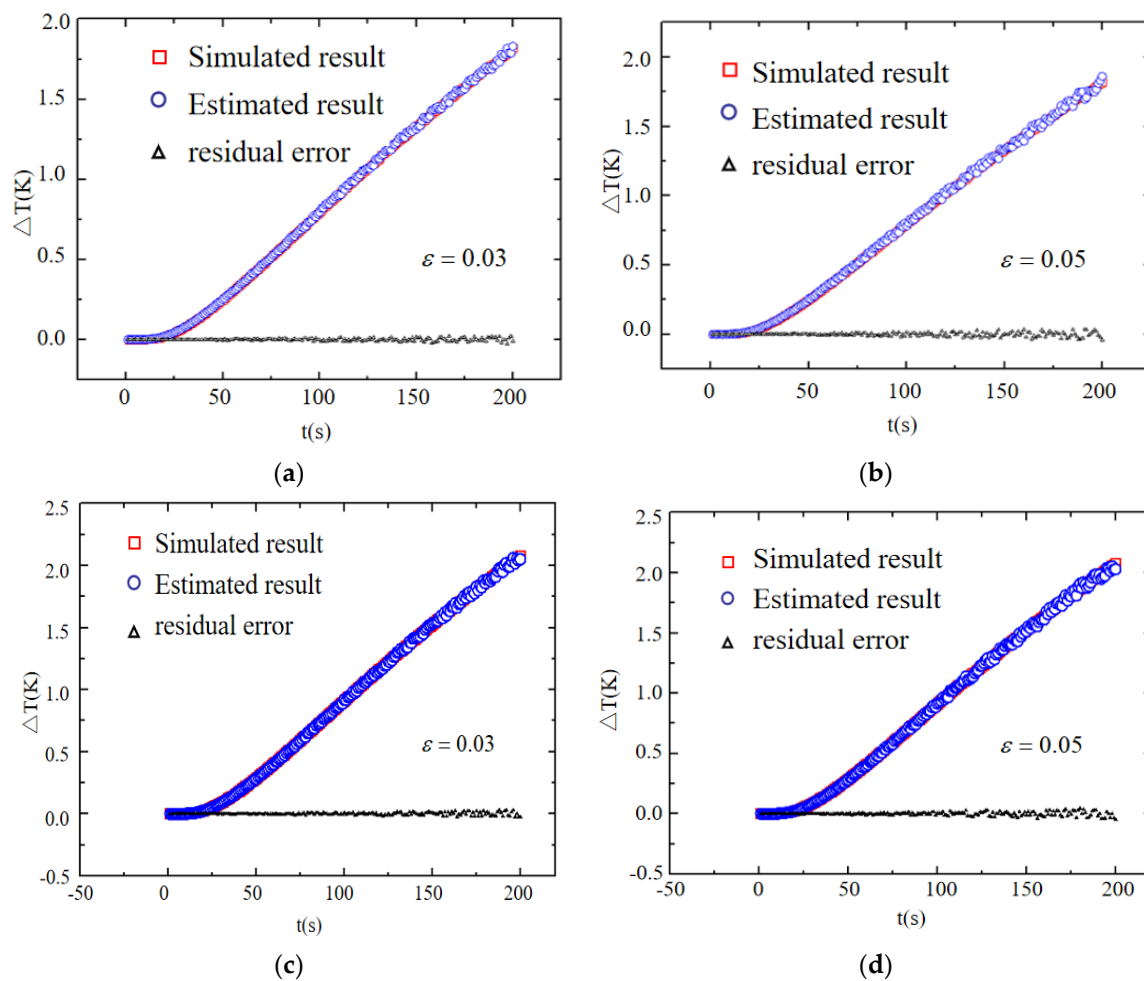 2.0
1.5
1.0
0.5
0.0
△T(K)
Simulated result
Estimated result
residual error
ε = 0.03
0 50 100 150 200
t(s)
(a)
2.0
1.5
1.0
0.5
0.0
△T(K)
Simulated result
Estimated result
residual error
ε = 0.05
0 50 100 150 200
t(s)
(b)
2.5
2.0
1.5
1.0
0.5
0.0
-0.5
△T(K)
Simulated result
Estimated result
residual error
ε = 0.03
-50 0 50 100 150 200
t(s)
(c)
2.5
2.0
1.5
1.0
0.5
0.0
-0.5
△T(K)
Simulated result
Estimated result
residual error
ε = 0.05
-50 0 50 100 150 200
t(s)
(d)